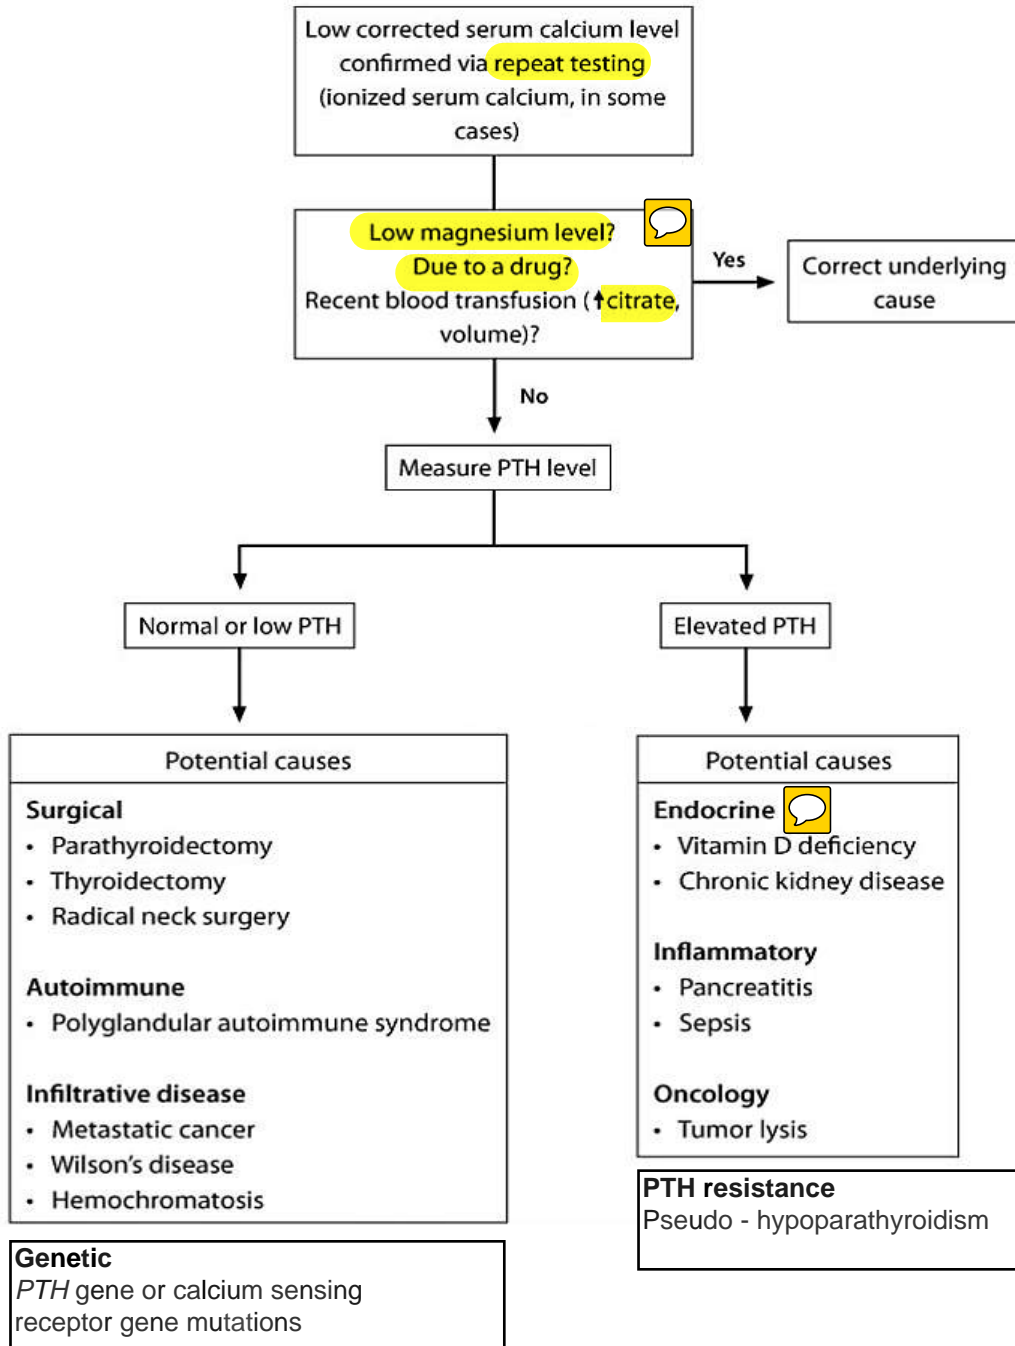 Low corrected serum calcium level
confirmed via repeat testing
(ionized serum calcium, in some
cases)
Low magnesium level?
Due to a drug?
Recent blood transfusion (↑citrate,
volume)?
Yes
Correct underlying
cause
No
Measure PTH level
Normal or low PTH
Elevated PTH
Potential causes
Surgical
• Parathyroidectomy
• Thyroidectomy
• Radical neck surgery
Autoimmune
• Polyglandular autoimmune syndrome
Infiltrative disease
• Metastatic cancer
• Wilson's disease
• Hemochromatosis
Genetic
PTH gene or calcium sensing
receptor gene mutations
Potential causes
Endocrine
• Vitamin D deficiency
• Chronic kidney disease
Inflammatory
• Pancreatitis
• Sepsis
Oncology
• Tumor lysis
PTH resistance
Pseudo - hypoparathyroidism